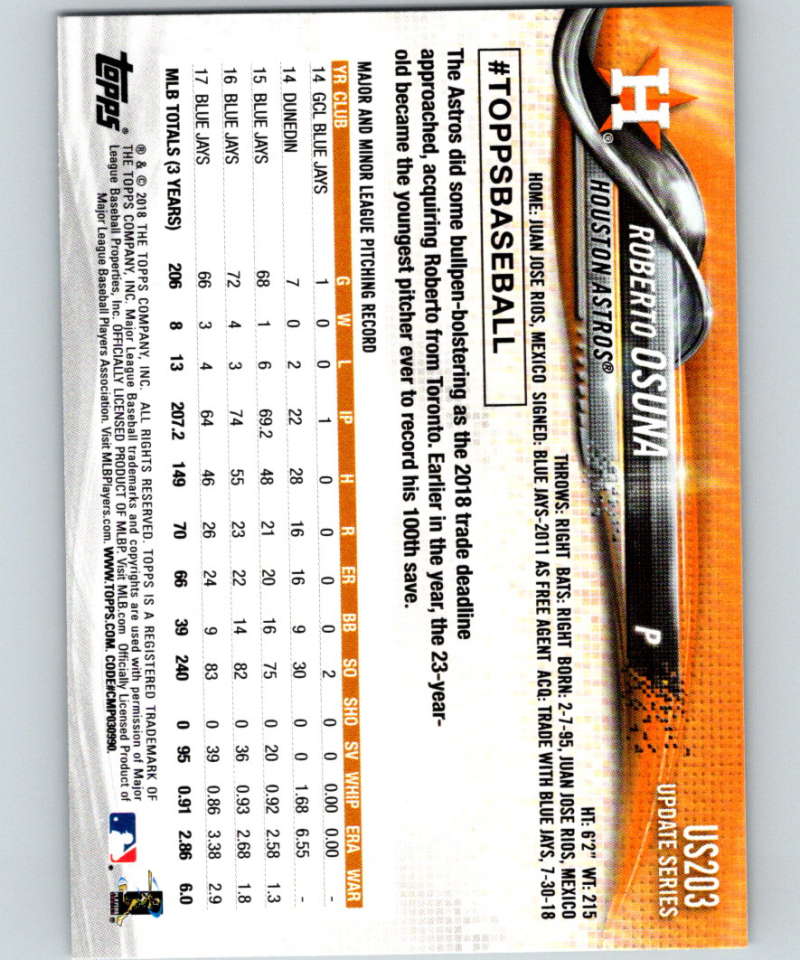 US203
UPDATE SERIES
H®
ROBERTO OSUNA P
HOUSTON ASTROS®
HT: 6'2" WT: 215
THROWS: RIGHT BATS: RIGHT BORN: 2-7-95, JUAN JOSE RIOS, MEXICO
HOME: JUAN JOSE RIOS, MEXICO SIGNED: BLUE JAYS-2011 AS FREE AGENT ACQ: TRADE WITH BLUE JAYS, 7-30-18
#TOPPSBASEBALL
The Astros did some bullpen-bolstering as the 2018 trade deadline
approached, acquiring Roberto from Toronto. Earlier in the year, the 23-year-
old became the youngest pitcher ever to record his 100th save.
MAJOR AND MINOR LEAGUE PITCHING RECORD
YR CLUB G W L IP H R ER BB SO SHO SV WHIP ERA WAR
14 GCL BLUE JAYS 1 0 0 1 0 0 0 0 2 0 0 0.00 0.00 -
14 DUNEDIN 7 0 2 22 28 16 16 9 30 0 0 1.68 6.55 -
15 BLUE JAYS 68 1 6 69.2 48 21 20 16 75 0 20 0.92 2.58 1.3
16 BLUE JAYS 72 4 3 74 55 23 22 14 82 0 36 0.93 2.68 1.8
17 BLUE JAYS 66 3 4 64 46 26 24 9 83 0 39 0.86 3.38 2.9
MLB TOTALS (3 YEARS) 206 8 13 207.2 149 70 66 39 240 0 95 0.91 2.86 6.0
topps®
® & © 2018 THE TOPPS COMPANY, INC. ALL RIGHTS RESERVED. TOPPS IS A REGISTERED TRADEMARK OF
THE TOPPS COMPANY, INC. Major League Baseball trademarks and copyrights are used with permission of Major
League Baseball Properties, Inc. OFFICIALLY LICENSED PRODUCT OF MLBP. Visit MLB.com Officially Licensed Product of
Major League Baseball Players Association. Visit MLBPlayers.com. WWW.TOPPS.COM. CODE#CMP030990.